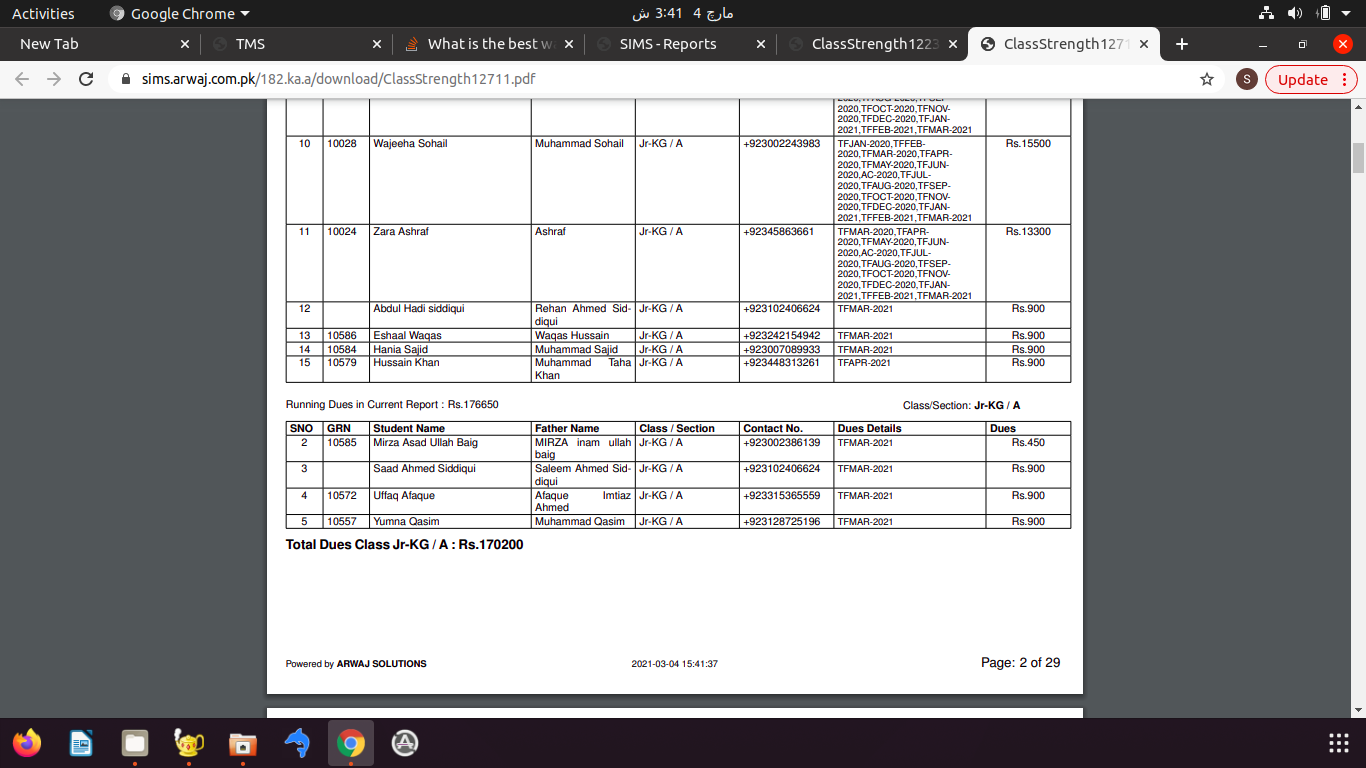 Activities Google Chrome ▾ مارچ 4 3:41 ش
New Tab TMS What is the best w SIMS - Reports ClassStrength1223 ClassStrength1271
sims.arwaj.com.pk/182.ka.a/download/ClassStrength12711.pdf S Update
2020,TFAUG-2020,TFSEP-
2020,TFOCT-2020,TFNOV-
2020,TFDEC-2020,TFJAN-
2021,TFFEB-2021,TFMAR-2021
10 10028 Wajeeha Sohail Muhammad Sohail Jr-KG / A +923002243983 TFJAN-2020,TFFEB- Rs.15500
2020,TFMAR-2020,TFAPR-
2020,TFMAY-2020,TFJUN-
2020,AC-2020,TFJUL-
2020,TFAUG-2020,TFSEP-
2020,TFOCT-2020,TFNOV-
2020,TFDEC-2020,TFJAN-
2021,TFFEB-2021,TFMAR-2021
11 10024 Zara Ashraf Ashraf Jr-KG / A +92345863661 TFMAR-2020,TFAPR- Rs.13300
2020,TFMAY-2020,TFJUN-
2020,AC-2020,TFJUL-
2020,TFAUG-2020,TFSEP-
2020,TFOCT-2020,TFNOV-
2020,TFDEC-2020,TFJAN-
2021,TFFEB-2021,TFMAR-2021
12 Abdul Hadi siddiqui Rehan Ahmed Sid- Jr-KG / A +923102406624 TFMAR-2021 Rs.900
diqui
13 10586 Eshaal Waqas Waqas Hussain Jr-KG / A +923242154942 TFMAR-2021 Rs.900
14 10584 Hania Sajid Muhammad Sajid Jr-KG / A +923007089933 TFMAR-2021 Rs.900
15 10579 Hussain Khan Muhammad Taha Jr-KG / A +923448313261 TFAPR-2021 Rs.900
Khan
Running Dues in Current Report : Rs.176650 Class/Section: Jr-KG / A
SNO GRN Student Name Father Name Class / Section Contact No. Dues Details Dues
2 10585 Mirza Asad Ullah Baig MIRZA inam ullah Jr-KG / A +923002386139 TFMAR-2021 Rs.450
baig
3 Saad Ahmed Siddiqui Saleem Ahmed Sid- Jr-KG / A +923102406624 TFMAR-2021 Rs.900
diqui
4 10572 Uffaq Afaque Afaque Imtiaz Jr-KG / A +923315365559 TFMAR-2021 Rs.900
Ahmed
5 10557 Yumna Qasim Muhammad Qasim Jr-KG / A +923128725196 TFMAR-2021 Rs.900
Total Dues Class Jr-KG / A : Rs.170200
Powered by ARWAJ SOLUTIONS 2021-03-04 15:41:37 Page: 2 of 29